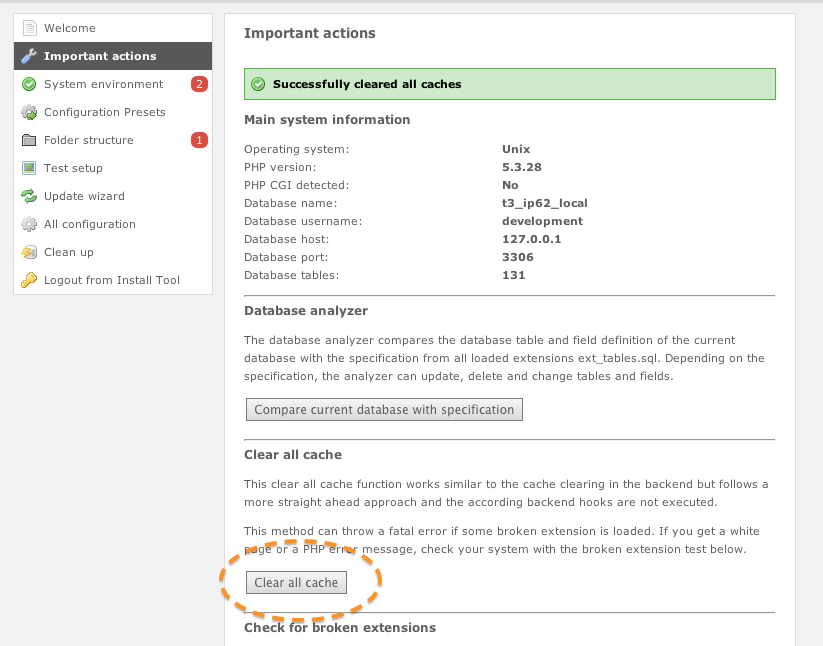 Welcome
Important actions
System environment 2
Configuration Presets
Folder structure 1
Test setup
Update wizard
All configuration
Clean up
Logout from Install Tool
Important actions
Successfully cleared all caches
Main system information
Operating system: Unix
PHP version: 5.3.28
PHP CGI detected: No
Database name: t3_ip62_local
Database username: development
Database host: 127.0.0.1
Database port: 3306
Database tables: 131
Database analyzer
The database analyzer compares the database table and field definition of the current
database with the specification from all loaded extensions ext_tables.sql. Depending on the
specification, the analyzer can update, delete and change tables and fields.
Compare current database with specification
Clear all cache
This clear all cache function works similar to the cache clearing in the backend but follows a
more straight ahead approach and the according backend hooks are not executed.
This method can throw a fatal error if some broken extension is loaded. If you get a white
page or a PHP error message, check your system with the broken extension test below.
Clear all cache
Check for broken extensions